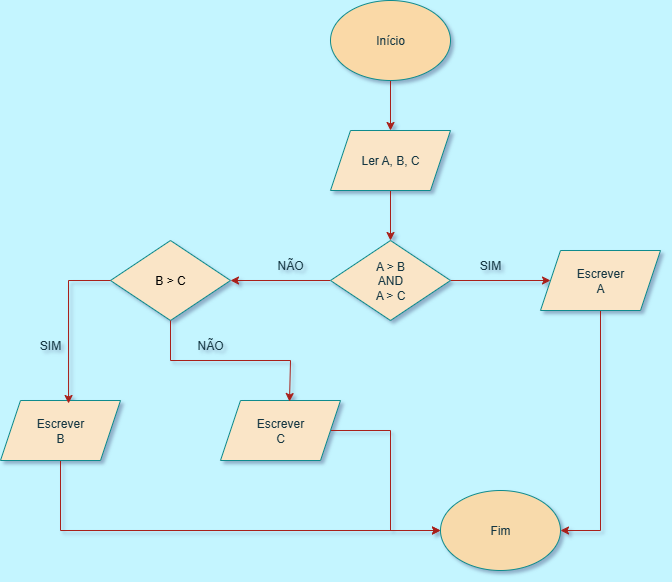 Início
Ler A, B, C
NÃO
SIM
B > C
A > B
AND
A > C
Escrever
A
SIM
NÃO
Escrever
B
Escrever
C
Fim